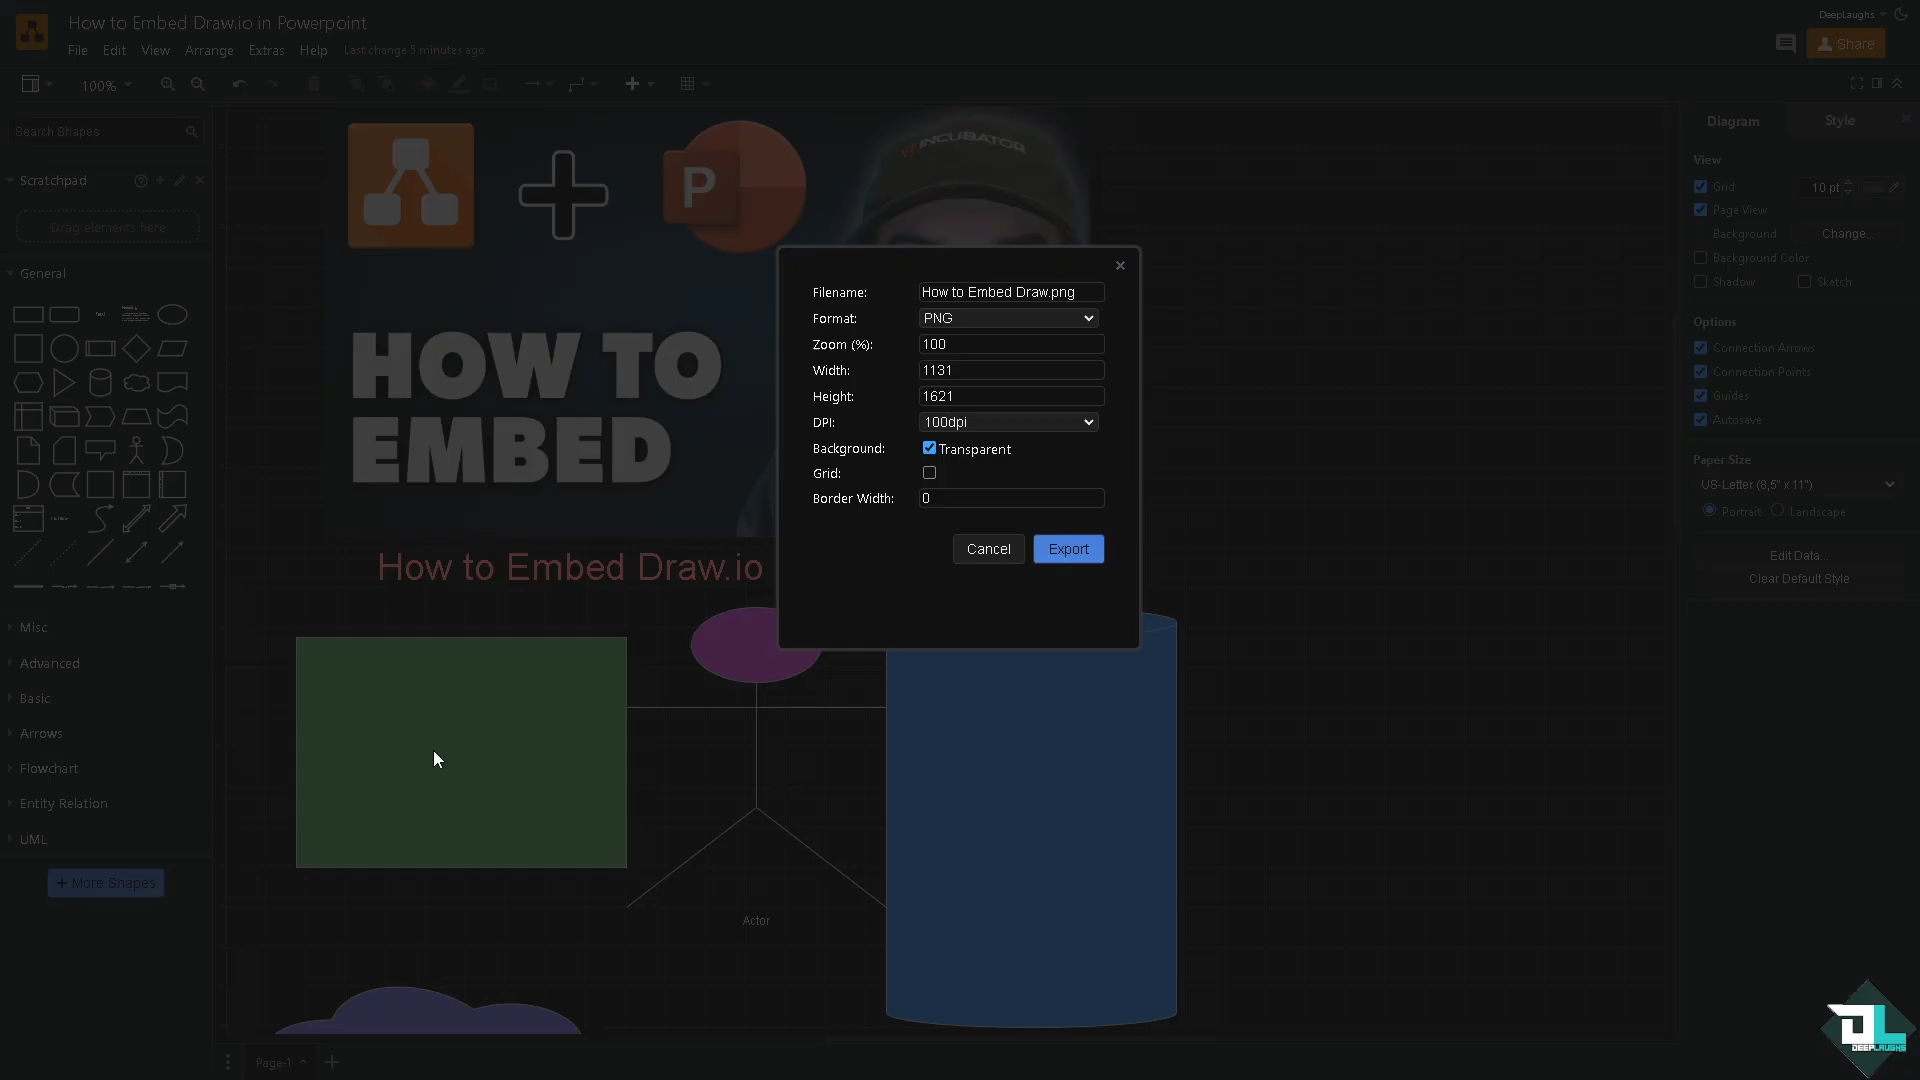 How to Embed Draw.io in Powerpoint
DeepLaughs
File Edit View Arrange Extras Help Last change 5 minutes ago
Share
100%
Search Shapes
Scratchpad
Drag elements here
General
Text
Heading
Misc
Advanced
Basic
Arrows
Flowchart
Entity Relation
UML
+ More Shapes
P
INCUBATOR
HOW TO
EMBED
How to Embed Draw.io
Actor
Filename: How to Embed Draw.png
Format: PNG
Zoom (%): 100
Width: 1131
Height: 1621
DPI: 100dpi
Background: Transparent
Grid:
Border Width: 0
Cancel Export
Diagram Style
View
Grid 10 pt
Page View
Background Change...
Background Color
Shadow Sketch
Options
Connection Arrows
Connection Points
Guides
Autosave
Paper Size
US-Letter (8,5" x 11")
Portrait Landscape
Edit Data...
Clear Default Style
Page-1
DL
DEEPLAUGHS